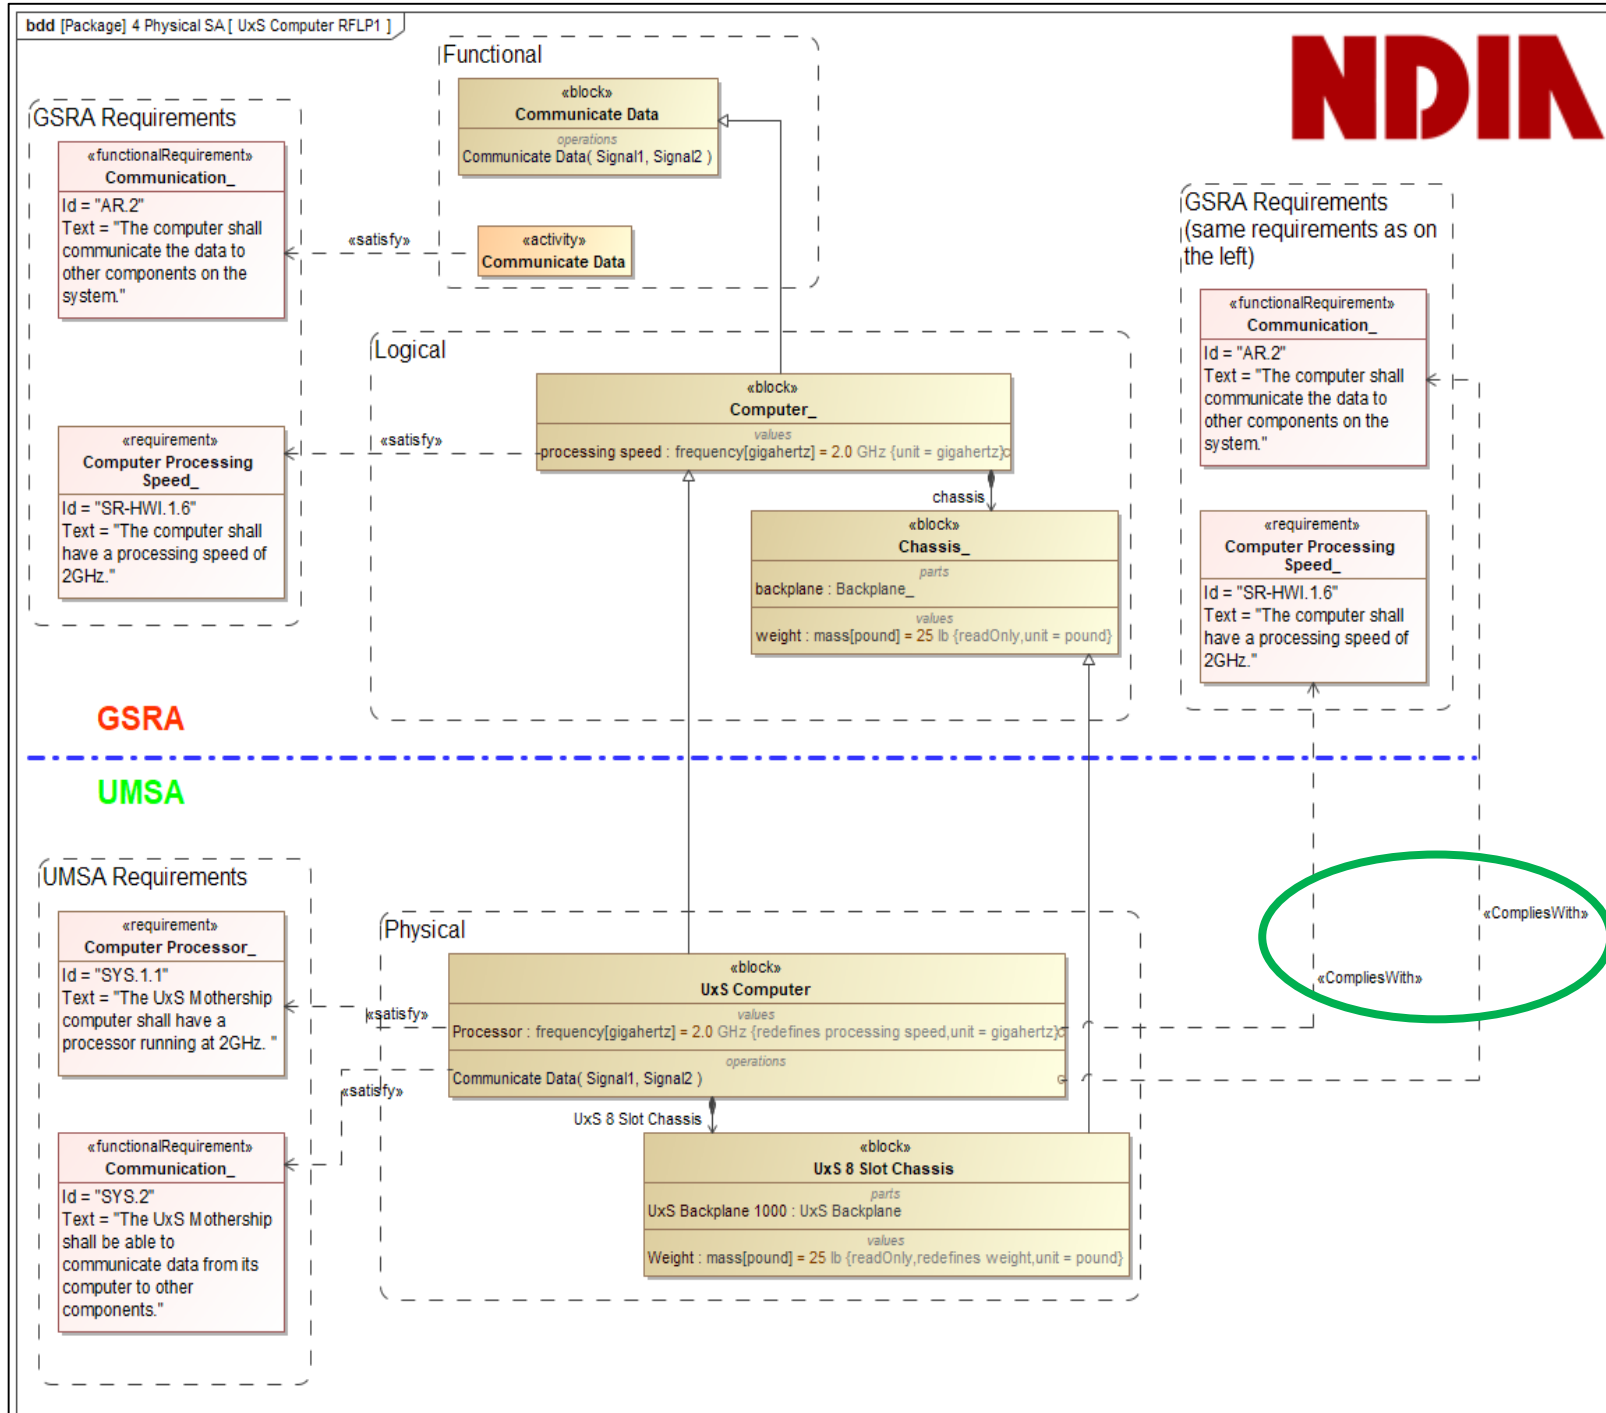 bdd [Package] 4 Physical SA [ UxS Computer RFLP1 ]
NDIA
Functional
«block»
Communicate Data
operations
Communicate Data( Signal1, Signal2 )
«activity»
Communicate Data
GSRA Requirements
«functionalRequirement»
Communication_
Id = "AR.2"
Text = "The computer shall
communicate the data to
other components on the
system."
«satisfy»
«requirement»
Computer Processing
Speed_
Id = "SR-HWI.1.6"
Text = "The computer shall
have a processing speed of
2GHz."
«satisfy»
Logical
«block»
Computer_
values
-processing speed : frequency[gigahertz] = 2.0 GHz {unit = gigahertz}
chassis
«block»
Chassis_
parts
backplane : Backplane_
values
weight : mass[pound] = 25 lb {readOnly,unit = pound}
GSRA Requirements
(same requirements as on
the left)
«functionalRequirement»
Communication_
Id = "AR.2"
Text = "The computer shall
communicate the data to
other components on the
system."
«requirement»
Computer Processing
Speed_
Id = "SR-HWI.1.6"
Text = "The computer shall
have a processing speed of
2GHz."
GSRA
UMSA
UMSA Requirements
«requirement»
Computer Processor_
Id = "SYS.1.1"
Text = "The UxS Mothership
computer shall have a
processor running at 2GHz. "
«satisfy»
«functionalRequirement»
Communication_
Id = "SYS.2"
Text = "The UxS Mothership
shall be able to
communicate data from its
computer to other
components."
«satisfy»
Physical
«block»
UxS Computer
values
Processor : frequency[gigahertz] = 2.0 GHz {redefines processing speed,unit = gigahertz}
operations
Communicate Data( Signal1, Signal2 )
UxS 8 Slot Chassis
«block»
UxS 8 Slot Chassis
parts
UxS Backplane 1000 : UxS Backplane
values
Weight : mass[pound] = 25 lb {readOnly,redefines weight,unit = pound}
«CompliesWith»
«CompliesWith»